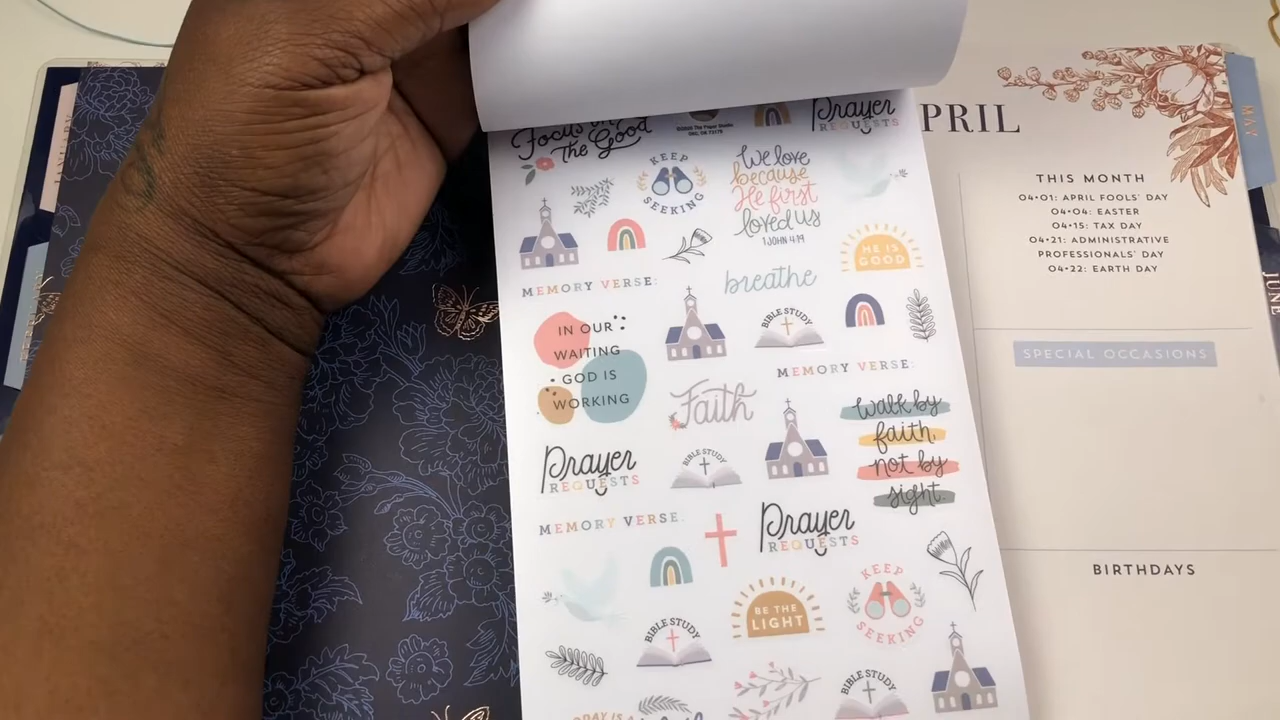 Focus on
The Good
Prayer
REQUESTS
KEEP
SEEKING
We love
because
He first
loved us
1 JOHN 4:19
HE IS
GOOD
MEMORY VERSE:
breathe
IN OUR
WAITING
GOD IS
WORKING
BIBLE STUDY
MEMORY VERSE:
Faith
walk by
faith,
not by
sight.
Prayer
REQUESTS
BIBLE STUDY
MEMORY VERSE:
Prayer
REQUESTS
BE THE
LIGHT
KEEP
SEEKING
BIBLE STUDY
BIBLE STUDY
PRIL
THIS MONTH
04•01: APRIL FOOLS' DAY
04•04: EASTER
04•15: TAX DAY
04•21: ADMINISTRATIVE
PROFESSIONALS' DAY
04•22: EARTH DAY
SPECIAL OCCASIONS
BIRTHDAYS
MAY
JUNE